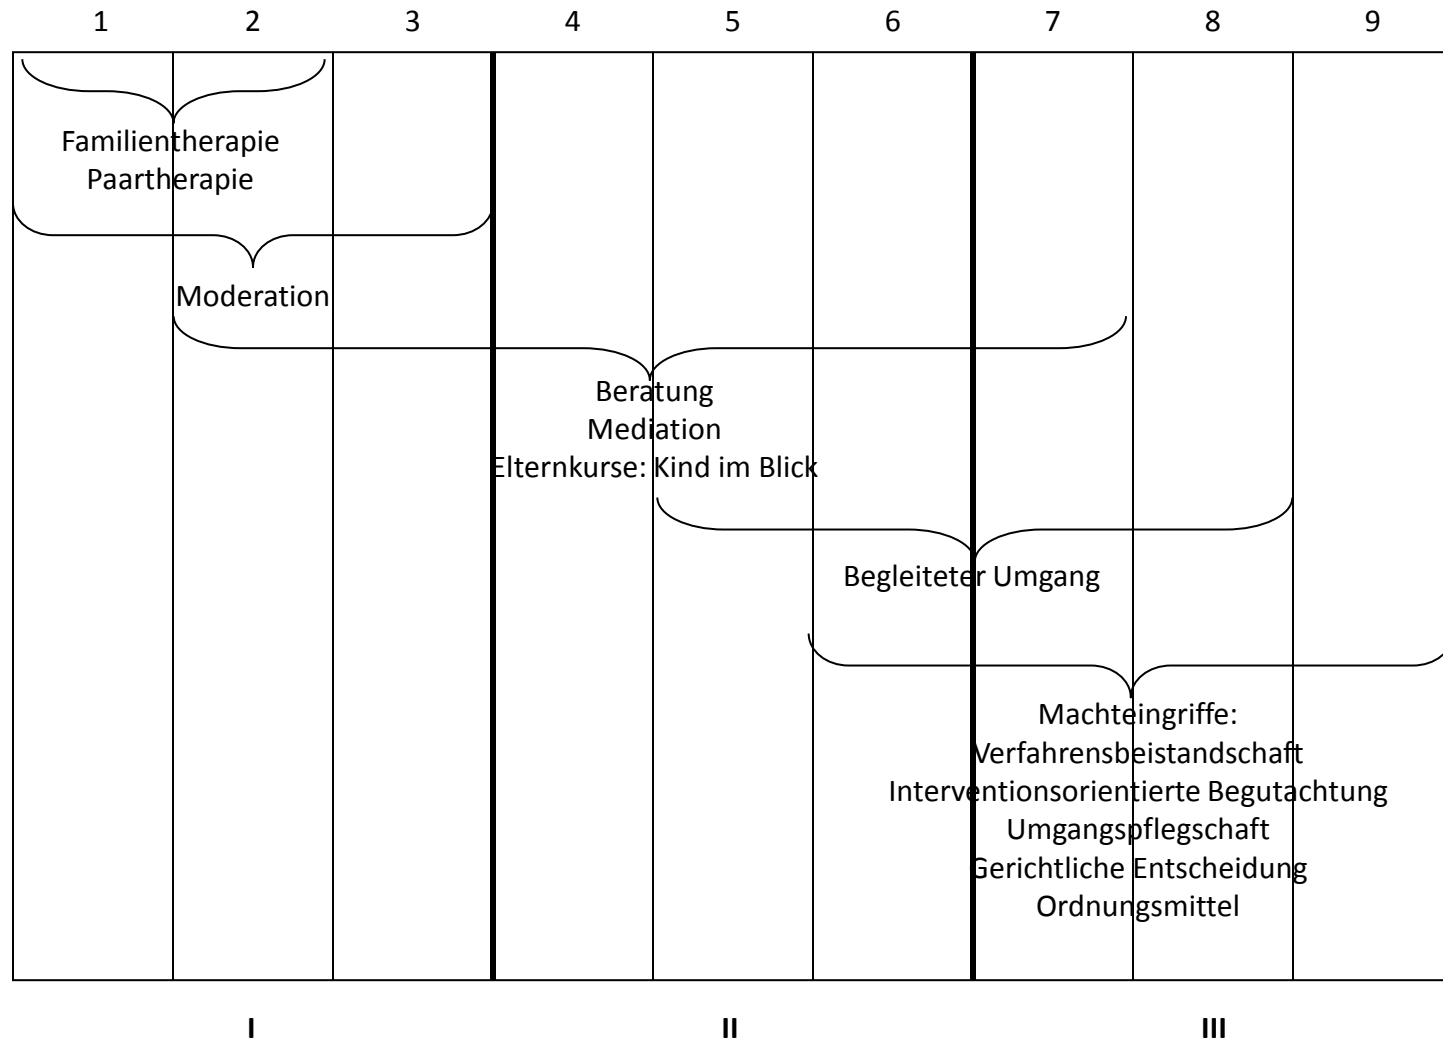 1 2 3 4 5 6 7 8 9
Familientherapie
Paartherapie
Moderation
Beratung
Mediation
Elternkurse: Kind im Blick
Begleiteter Umgang
Machteingriffe:
Verfahrensbeistandschaft
Interventionsorientierte Begutachtung
Umgangspflegschaft
Gerichtliche Entscheidung
Ordnungsmittel
I II III